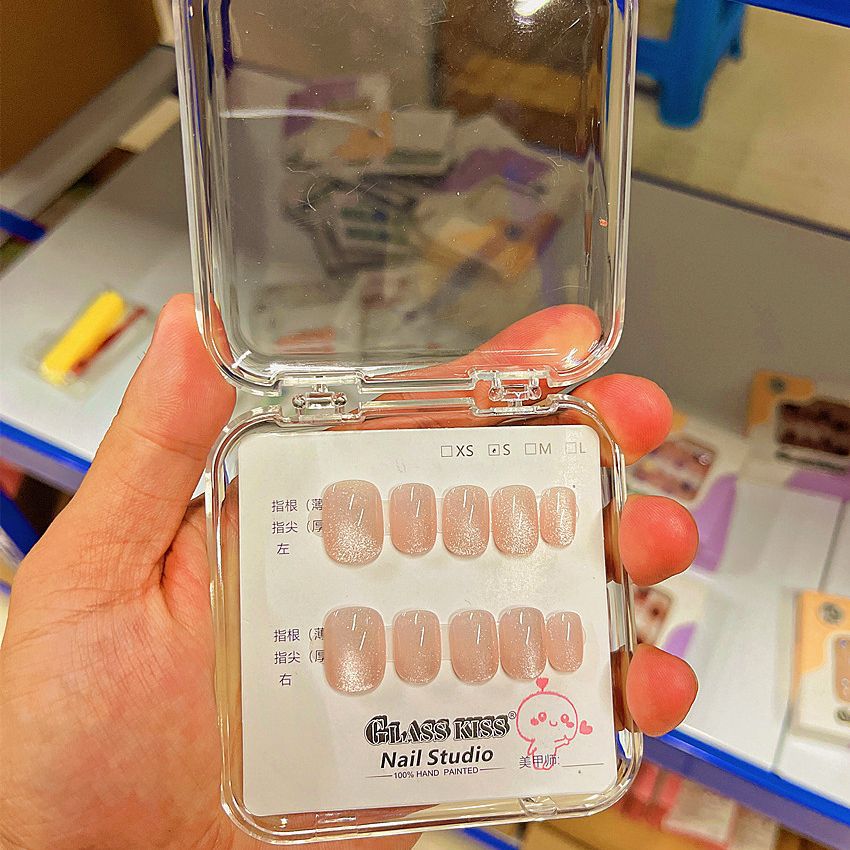 ☐XS ☑S ☐M ☐L
指根（薄
指尖（厚
左
指根（薄
指尖（厚
右
GLASS KISS®
Nail Studio
100% HAND PAINTED
美甲师: